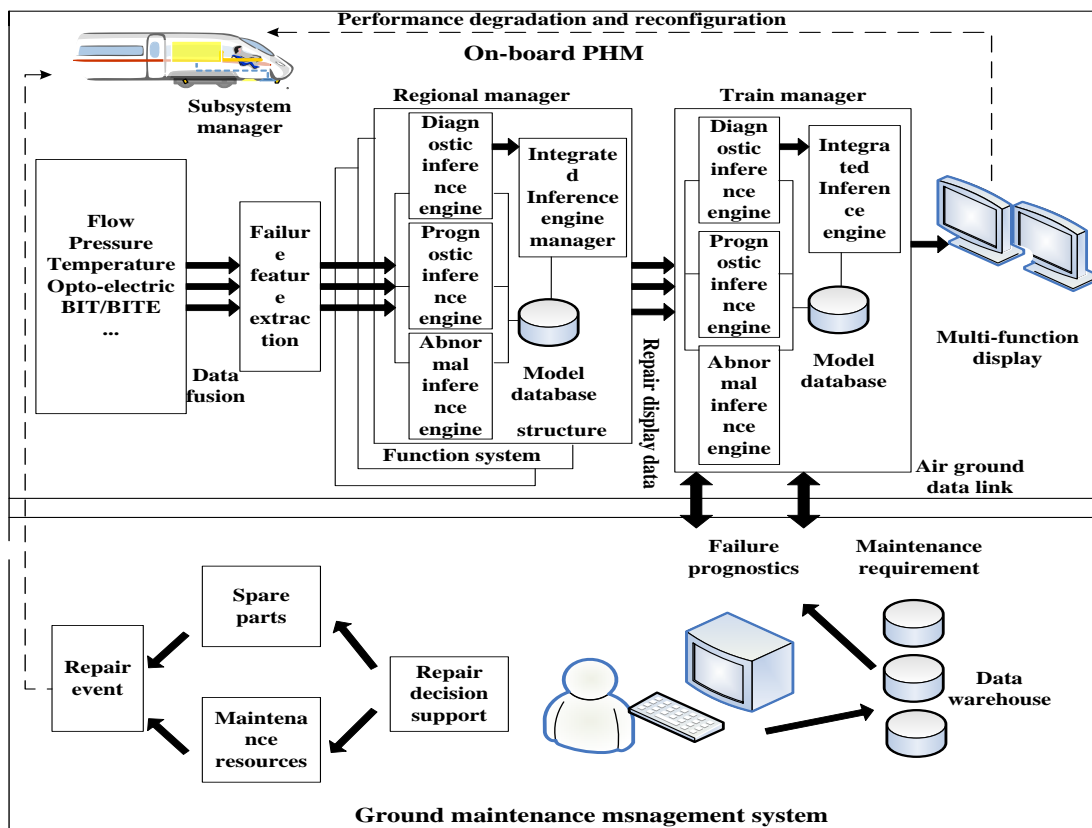 Performance degradation and reconfiguration
On-board PHM
Subsystem
manager
Regional manager
Train manager
Flow
Pressure
Temperature
Opto-electric
BIT/BITE
...
Data
fusion
Failur
e
featur
e
extrac
tion
Diagn
ostic
infere
nce
engine
Progn
ostic
infere
nce
engine
Abnor
mal
infere
nce
engine
Integrate
d
Inference
engine
manager
Model
database
structure
Function system
Repair display data
Diagn
ostic
infere
nce
engine
Progn
ostic
infere
nce
engine
Abnor
mal
infere
nce
engine
Integra
ted
Inferen
ce
engine
Model
database
Multi-function
display
Air ground
data link
Failure
prognostics
Maintenance
requirement
Spare
parts
Repair
event
Maintena
nce
resources
Repair
decision
support
Data
warehouse
Ground maintenance msnagement system